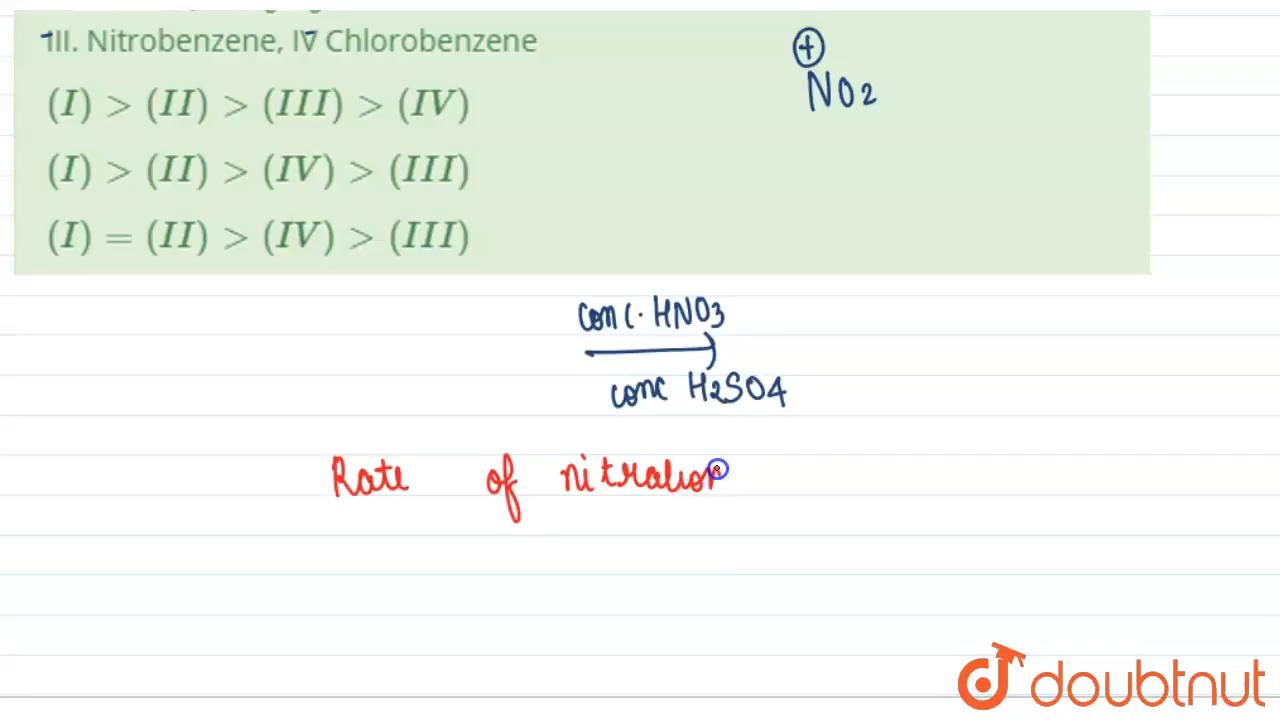 III. Nitrobenzene, IV Chlorobenzene
(I) > (II) > (III) > (IV)
(I) > (II) > (IV) > (III)
(I) = (II) > (IV) > (III)
⊕
NO2
conc. HNO3
conc H2SO4
Rate of nitration
doubtnut